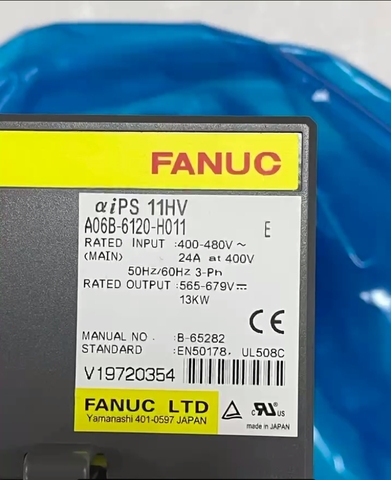 FANUC
αiPS 11HV
A06B-6120-H011 E
RATED INPUT :400-480V～
(MAIN) 24A at 400V
50Hz/60Hz 3-Ph
RATED OUTPUT :565-679V⎓
13KW
MANUAL NO. :B-65282
STANDARD :EN50178, UL508C
CE
V19720354
FANUC LTD
Yamanashi 401-0597 JAPAN
c RU US
made in JAPAN